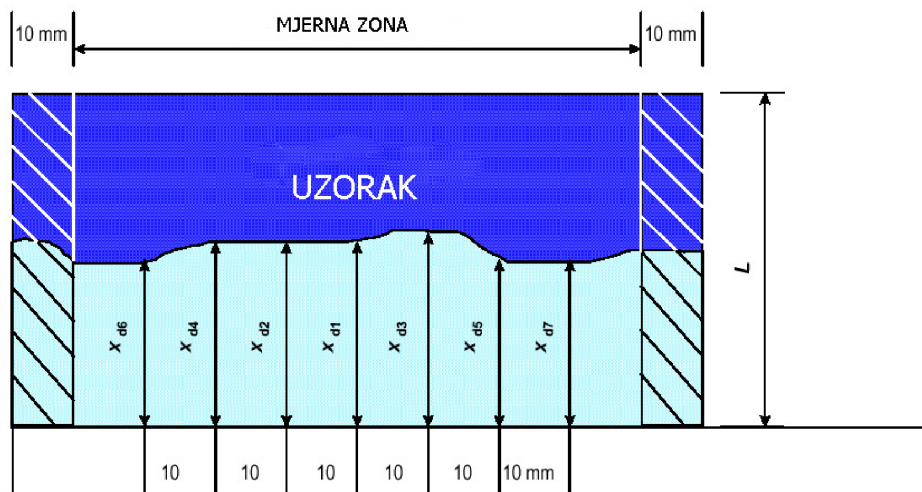 10 mm MJERNA ZONA 10 mm
UZORAK
L
X d6 X d4 X d2 X d1 X d3 X d5 X d7
10 10 10 10 10 10 mm